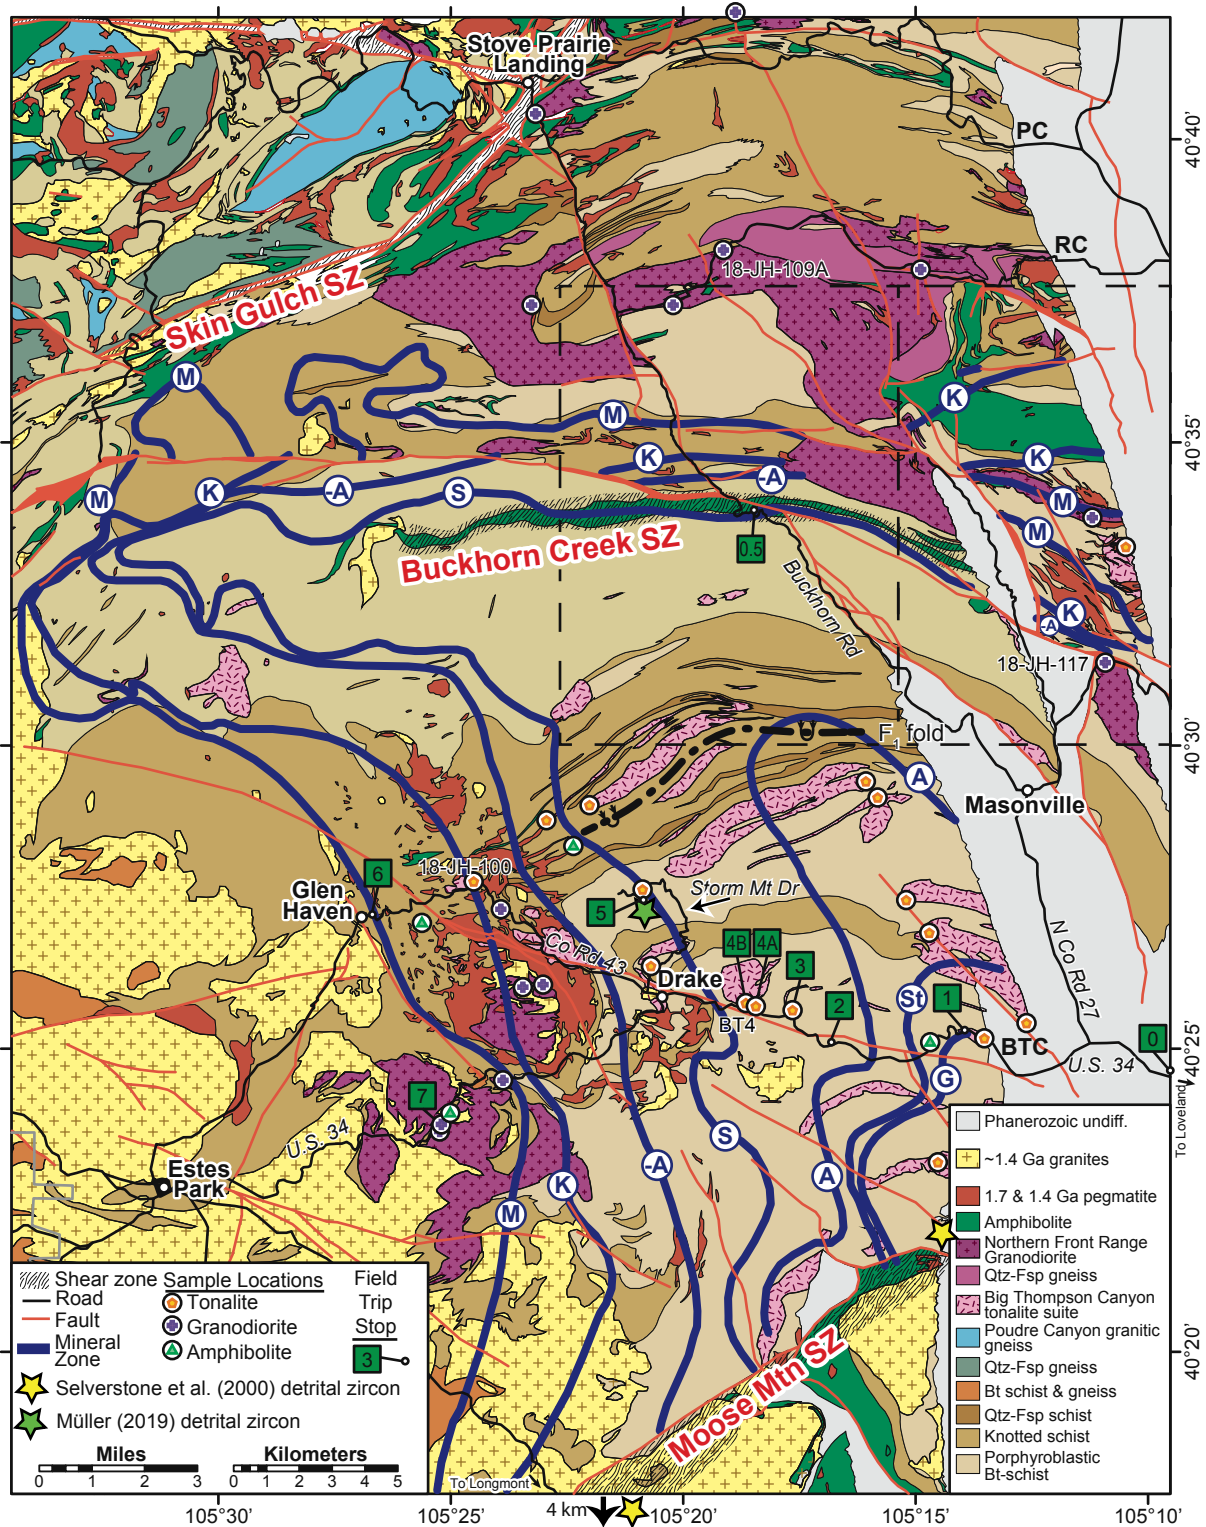 Stove Prairie
Landing
PC
40°40'
RC
18-JH-109A
Skin Gulch SZ
M
K
M
40°35'
K
K
-A
M
K
-A
S
M
M
Buckhorn Creek SZ
0.5
Buckhorn Rd
K
-A
18-JH-117
F1 fold
40°30'
A
Masonville
18-JH-100
6
Glen
Haven
Storm Mt Dr
5
Co Rd 43
4B
4A
3
Drake
N Co Rd 27
St
1
2
BT4
BTC
0
40°25'
U.S. 34
G
To Loveland
7
U.S. 34
S
Estes
Park
-A
A
K
M
40°20'
Moose Mtn SZ
Phanerozoic undiff.
~1.4 Ga granites
1.7 & 1.4 Ga pegmatite
Amphibolite
Northern Front Range
Granodiorite
Qtz-Fsp gneiss
Big Thompson Canyon
tonalite suite
Poudre Canyon granitic
gneiss
Qtz-Fsp gneiss
Bt schist & gneiss
Qtz-Fsp schist
Knotted schist
Porphyroblastic
Bt-schist
Shear zone
Road
Fault
Mineral
Zone
Sample Locations
Tonalite
Granodiorite
Amphibolite
Field
Trip
Stop
3
Selverstone et al. (2000) detrital zircon
Müller (2019) detrital zircon
Miles
0 1 2 3
Kilometers
0 1 2 3 4 5
To Longmont
4 km
105°30'
105°25'
105°20'
105°15'
105°10'